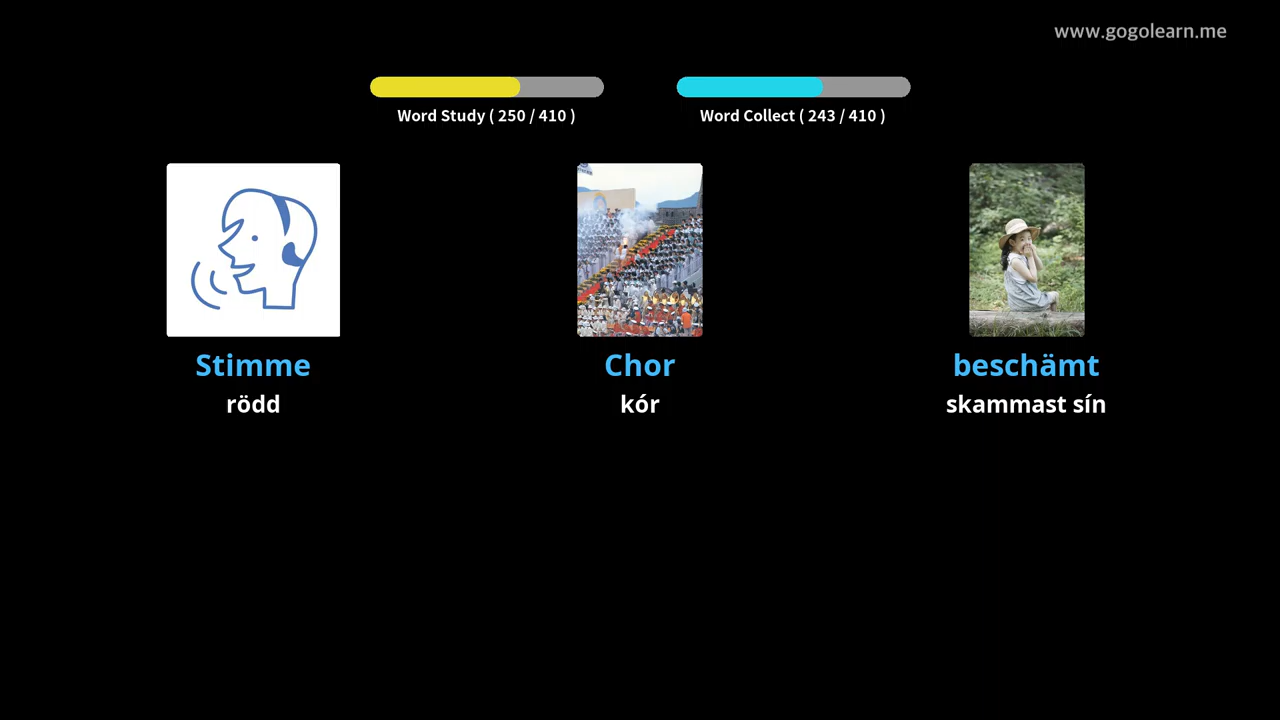 www.gogolearn.me
Word Study ( 250 / 410 )
Word Collect ( 243 / 410 )
Stimme
rödd
Chor
kór
beschämt
skammast sín